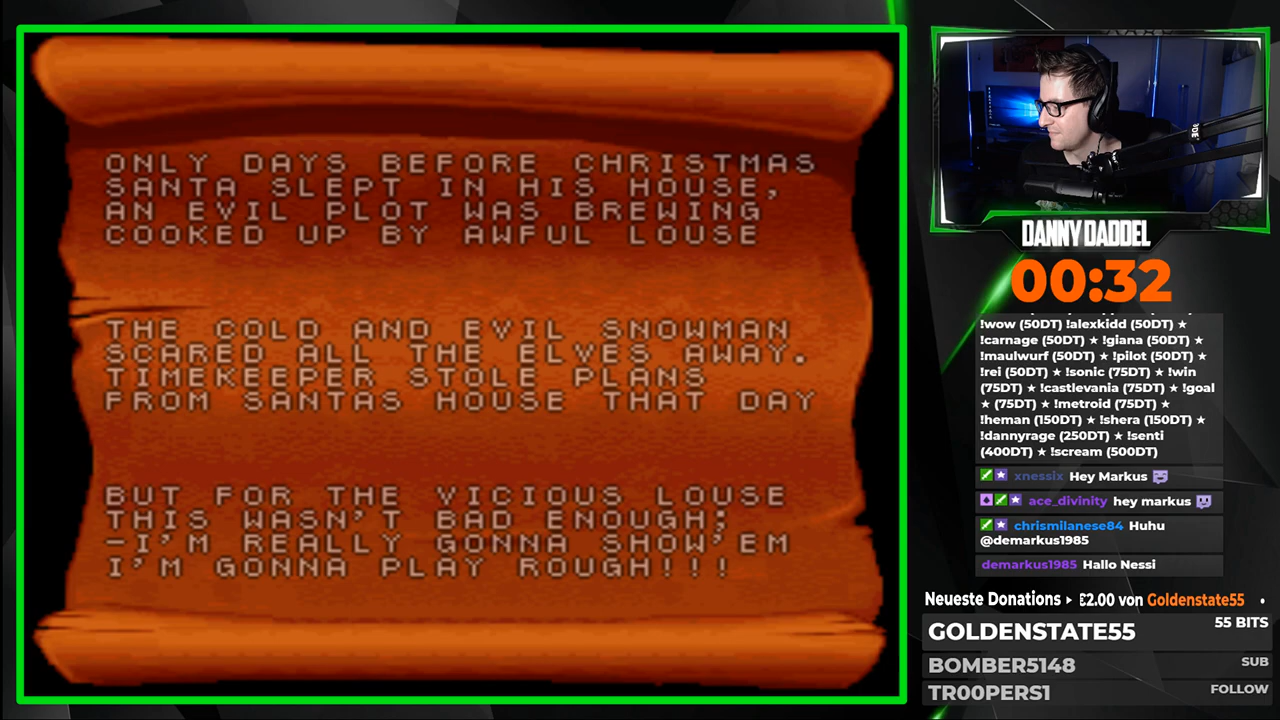 ONLY DAYS BEFORE CHRISTMAS
SANTA SLEPT IN HIS HOUSE,
AN EVIL PLOT WAS BREWING
COOKED UP BY AWFUL LOUSE
THE COLD AND EVIL SNOWMAN
SCARED ALL THE ELVES AWAY.
TIMEKEEPER STOLE PLANS
FROM SANTAS HOUSE THAT DAY
BUT FOR THE VICIOUS LOUSE
THIS WASN'T BAD ENOUGH;
-I'M REALLY GONNA SHOW'EM
I'M GONNA PLAY ROUGH!!!
DANNY DADDEL
00:32
!wow (50DT) !alexkidd (50DT) ★
!carnage (50DT) ★ !giana (50DT) ★
!maulwurf (50DT) ★ !pilot (50DT) ★
!rei (50DT) ★ !sonic (75DT) ★ !win
(75DT) ★ !castlevania (75DT) ★ !goal
★ (75DT) ★ !metroid (75DT) ★
!heman (150DT) ★ !shera (150DT) ★
!dannyrage (250DT) ★ !senti
(400DT) ★ !scream (500DT)
xnessix Hey Markus
ace_divinity hey markus
chrismilanese84 Huhu
@demarkus1985
demarkus1985 Hallo Nessi
Neueste Donations ▸ £2.00 von Goldenstate55 •
GOLDENSTATE55 55 BITS
BOMBER5148 SUB
TR00PERS1 FOLLOW